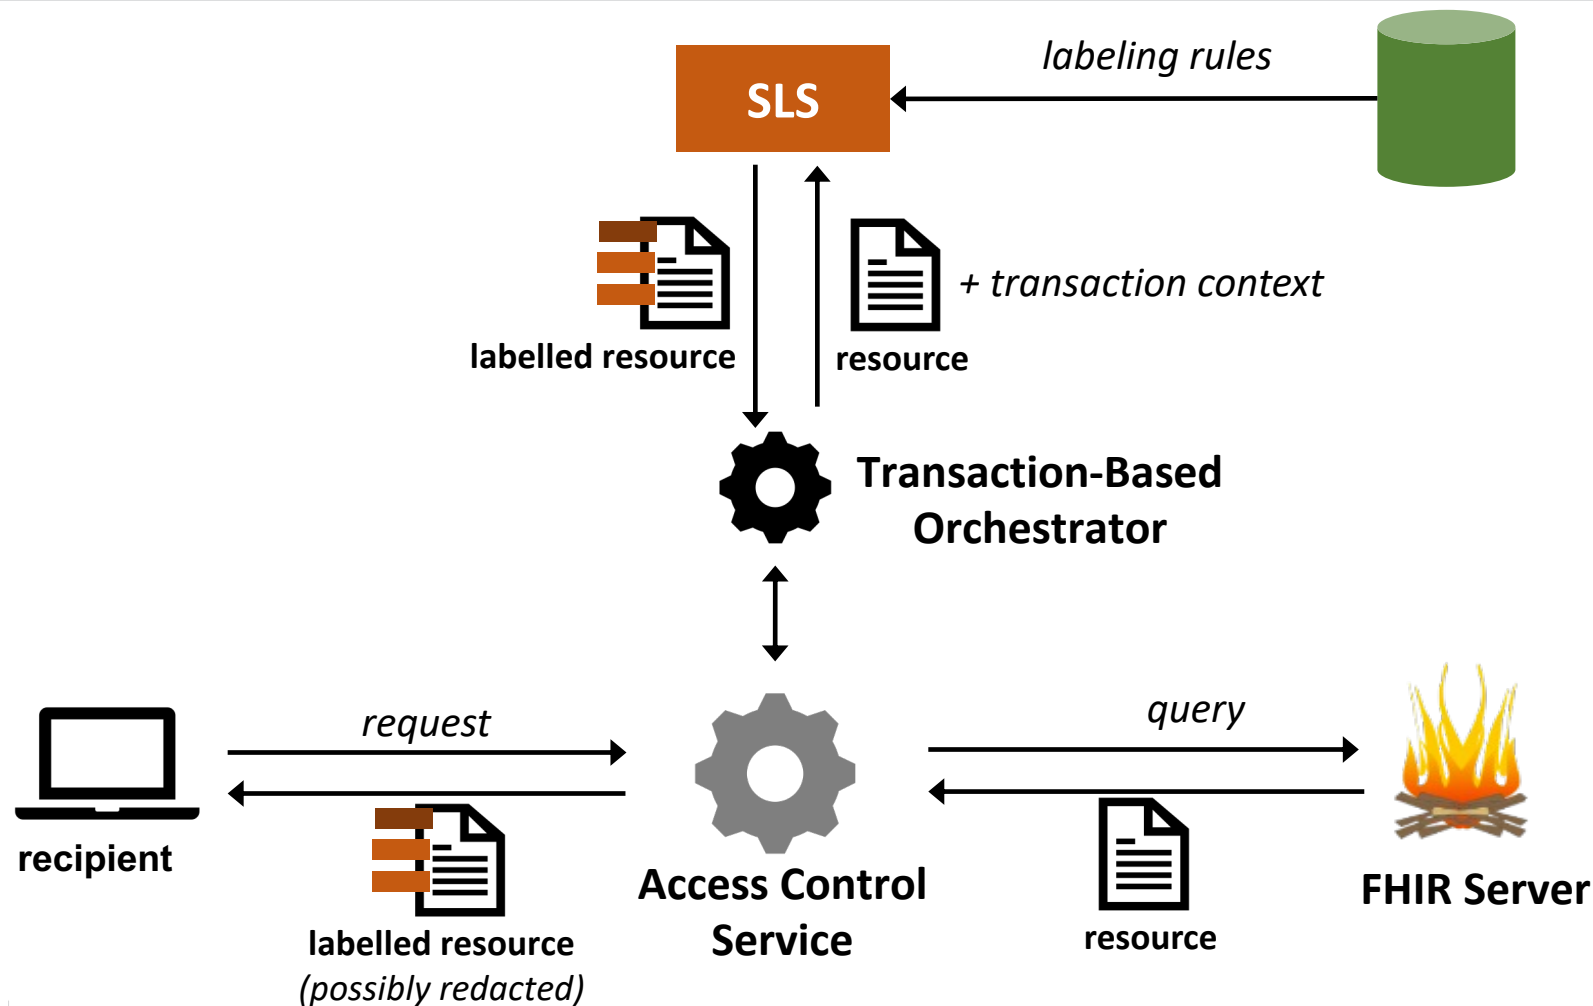 labeling rules
SLS
+ transaction context
labelled resource
resource
Transaction-Based
Orchestrator
request
query
recipient
Access Control
Service
FHIR Server
labelled resource
(possibly redacted)
resource